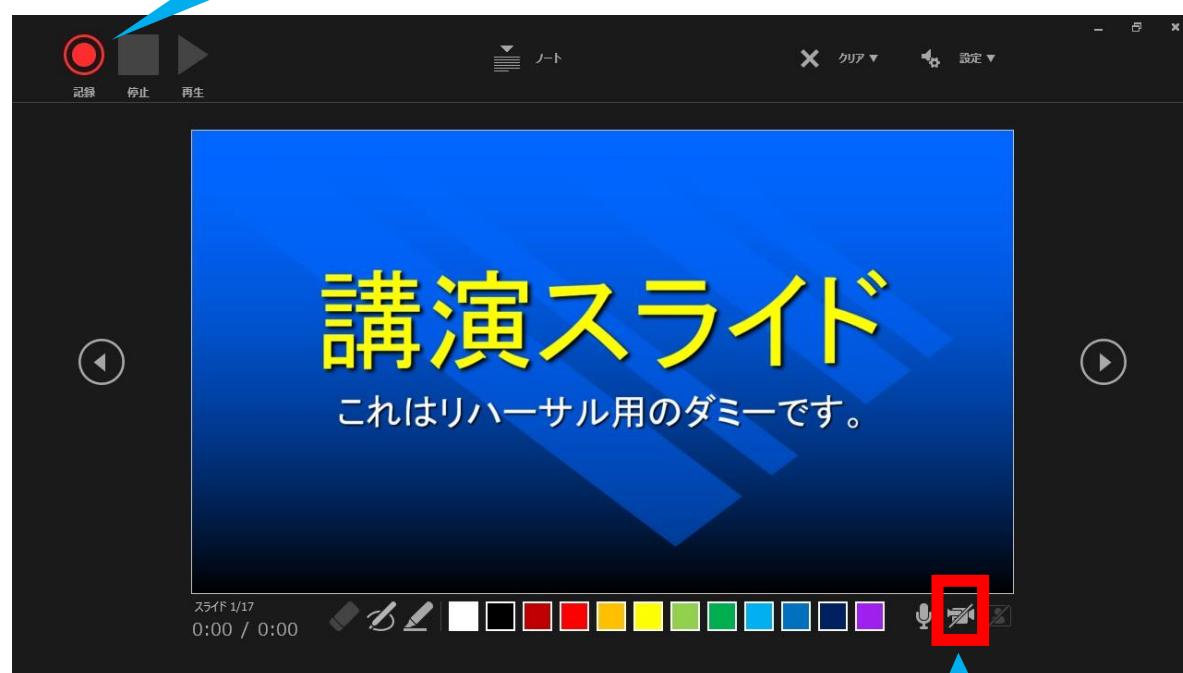 ノート
クリア ▼
設定 ▼
記録 停止 再生
講演スライド
これはリハーサル用のダミーです。
スライド 1/17
0:00 / 0:00